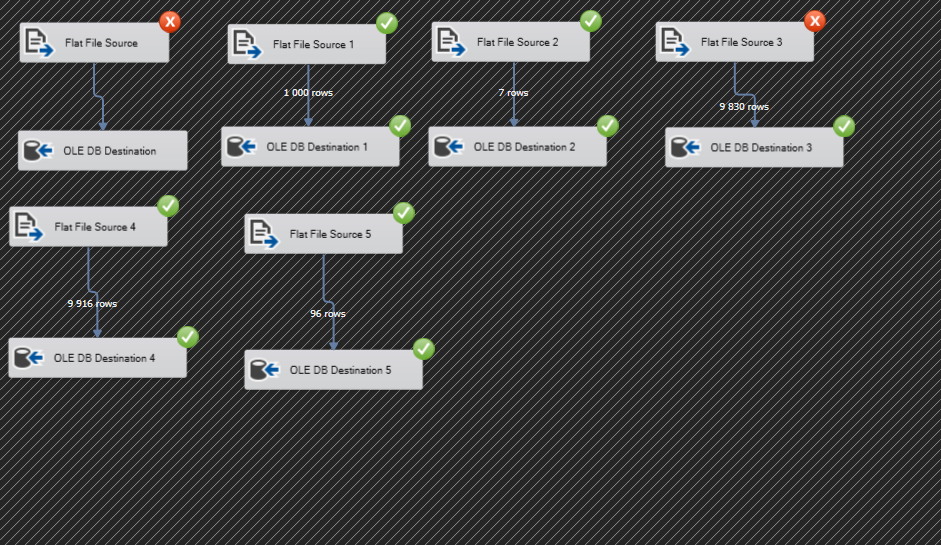 Flat File Source
Flat File Source 1
Flat File Source 2
Flat File Source 3
1 000 rows
7 rows
9 830 rows
OLE DB Destination
OLE DB Destination 1
OLE DB Destination 2
OLE DB Destination 3
Flat File Source 4
Flat File Source 5
9 916 rows
96 rows
OLE DB Destination 4
OLE DB Destination 5